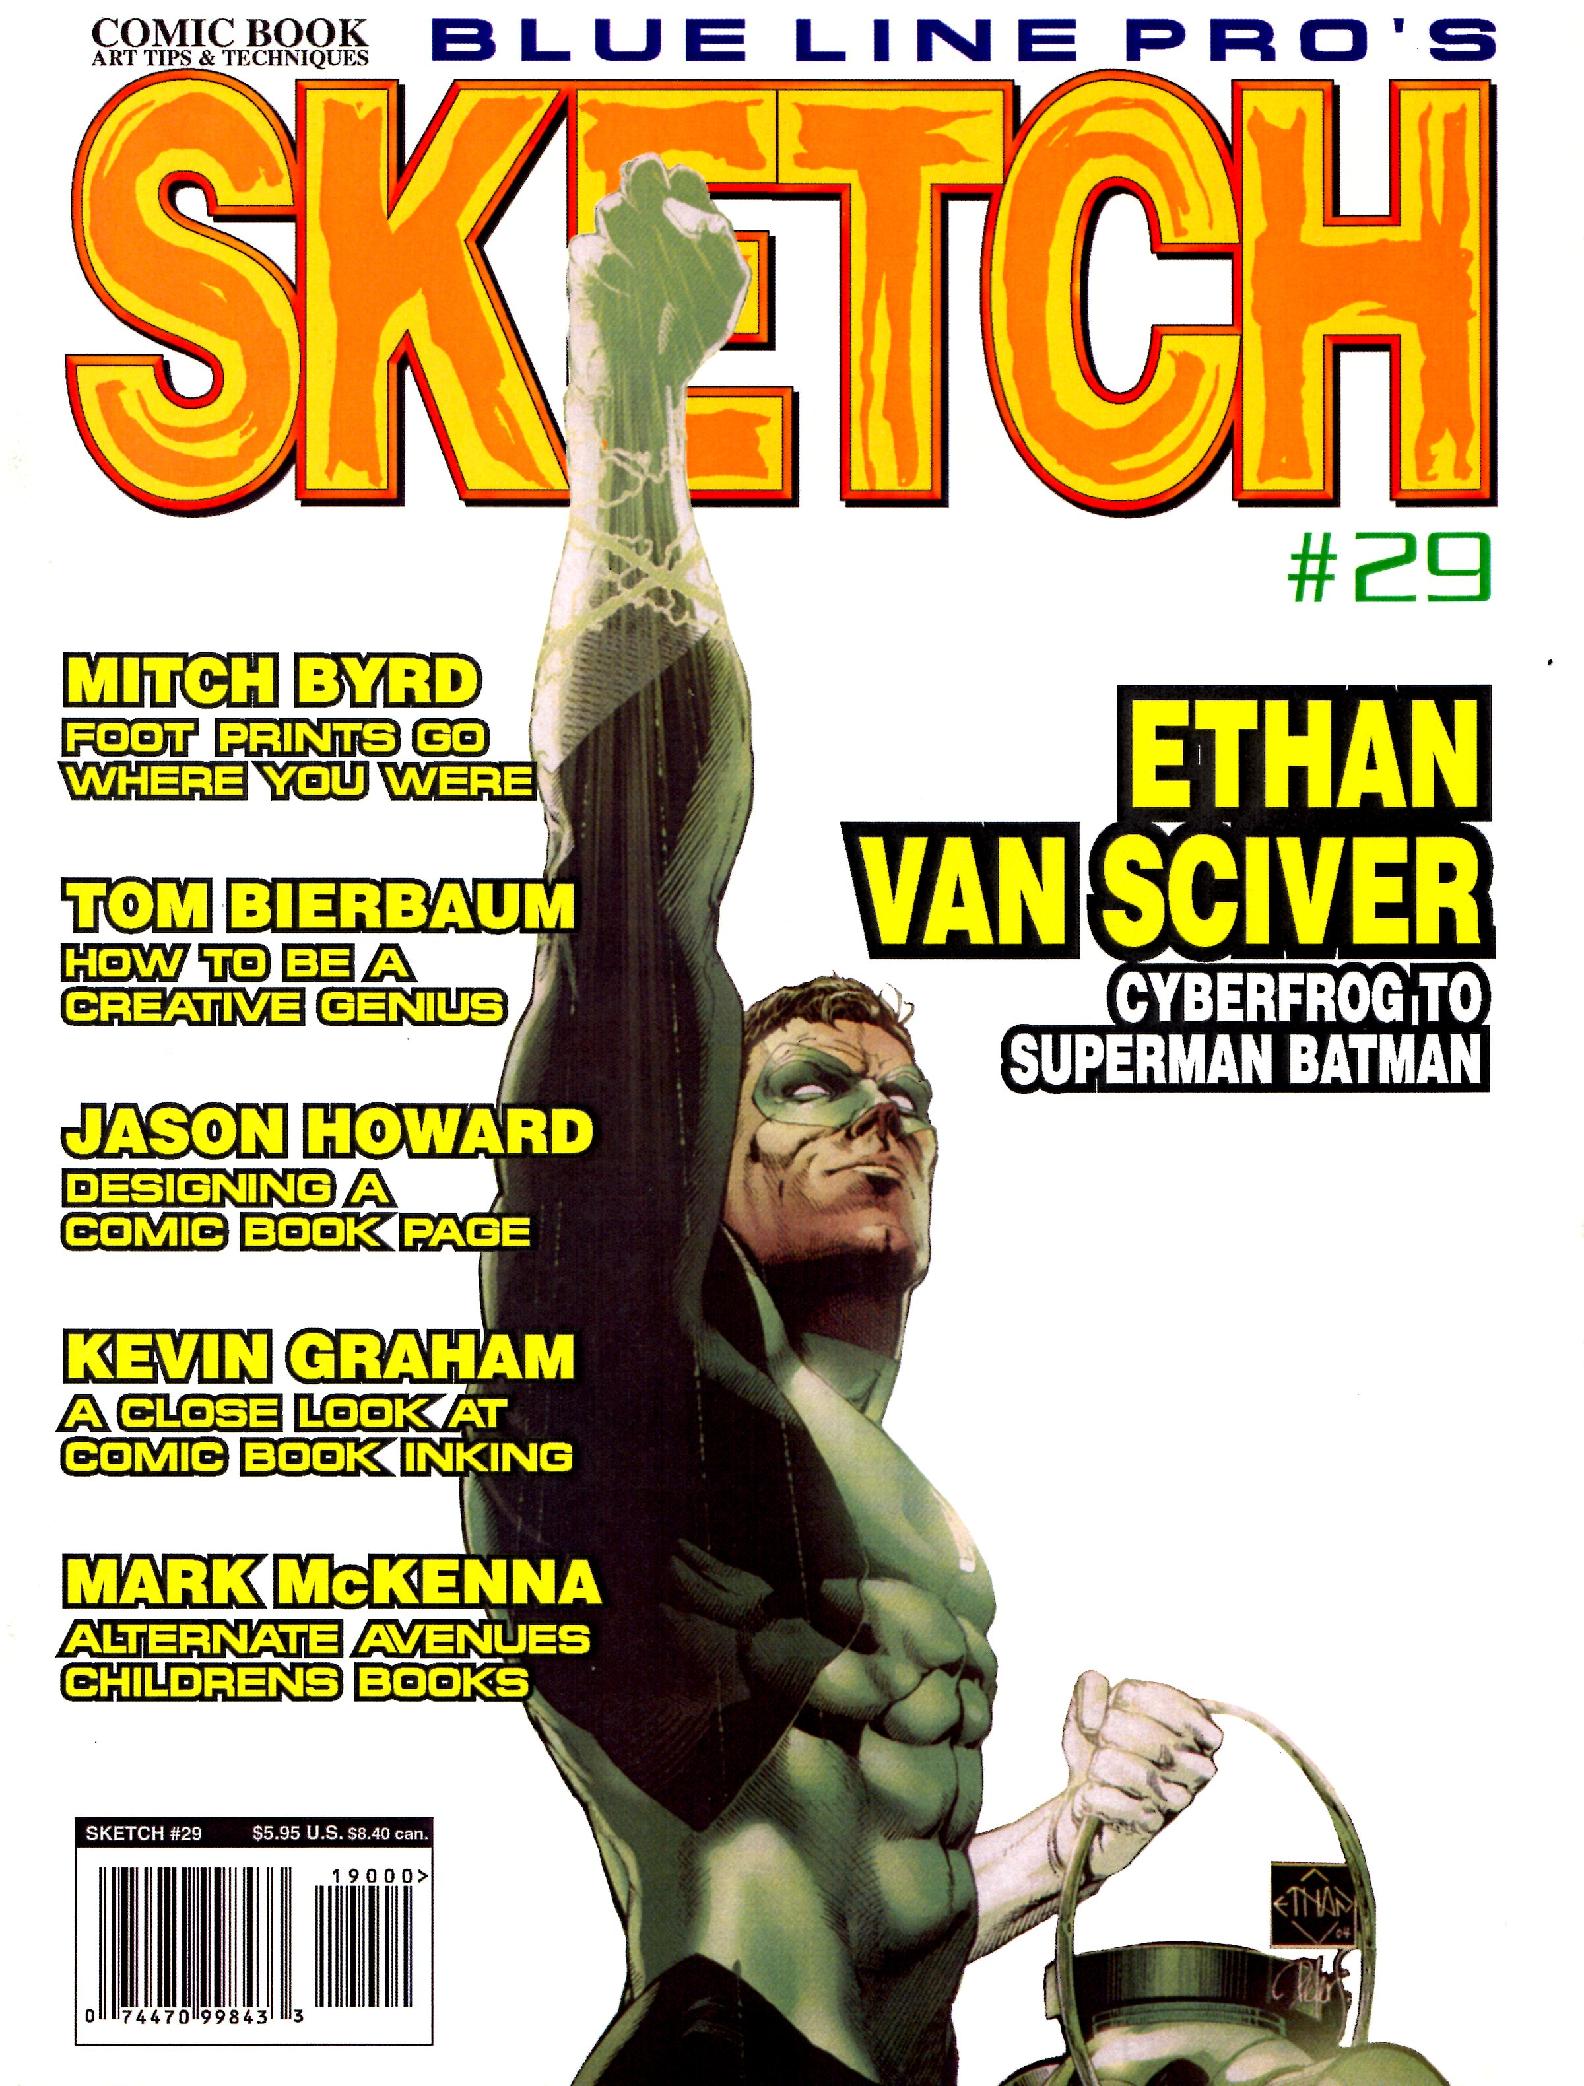 COMIC BOOK
ART TIPS & TECHNIQUES
BLUE LINE PRO'S
SKETCH
#29
MITCH BYRD
FOOT PRINTS GO
WHERE YOU WERE
TOM BIERBAUM
HOW TO BE A
CREATIVE GENIUS
JASON HOWARD
DESIGNING A
COMIC BOOK PAGE
KEVIN GRAHAM
A CLOSE LOOK AT
COMIC BOOK INKING
MARK McKENNA
ALTERNATE AVENUES
CHILDRENS BOOKS
ETHAN
VAN SCIVER
CYBERFROG TO
SUPERMAN BATMAN
SKETCH #29 $5.95 U.S. $8.40 can.
19000>
0 74470 99843 3
ETHAN
04